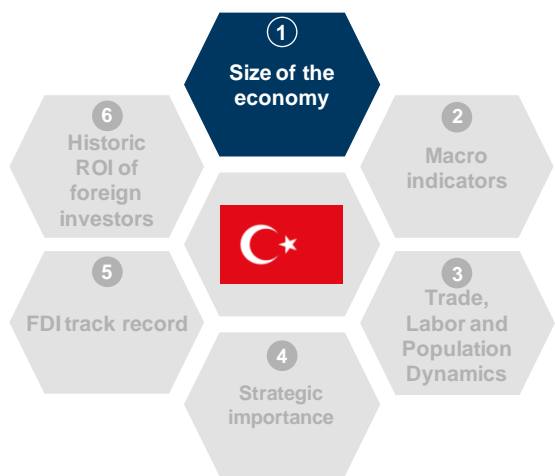 1
Size of the
economy
2
Macro
indicators
3
Trade,
Labor and
Population
Dynamics
4
Strategic
importance
5
FDI track record
6
Historic
ROI of
foreign
investors